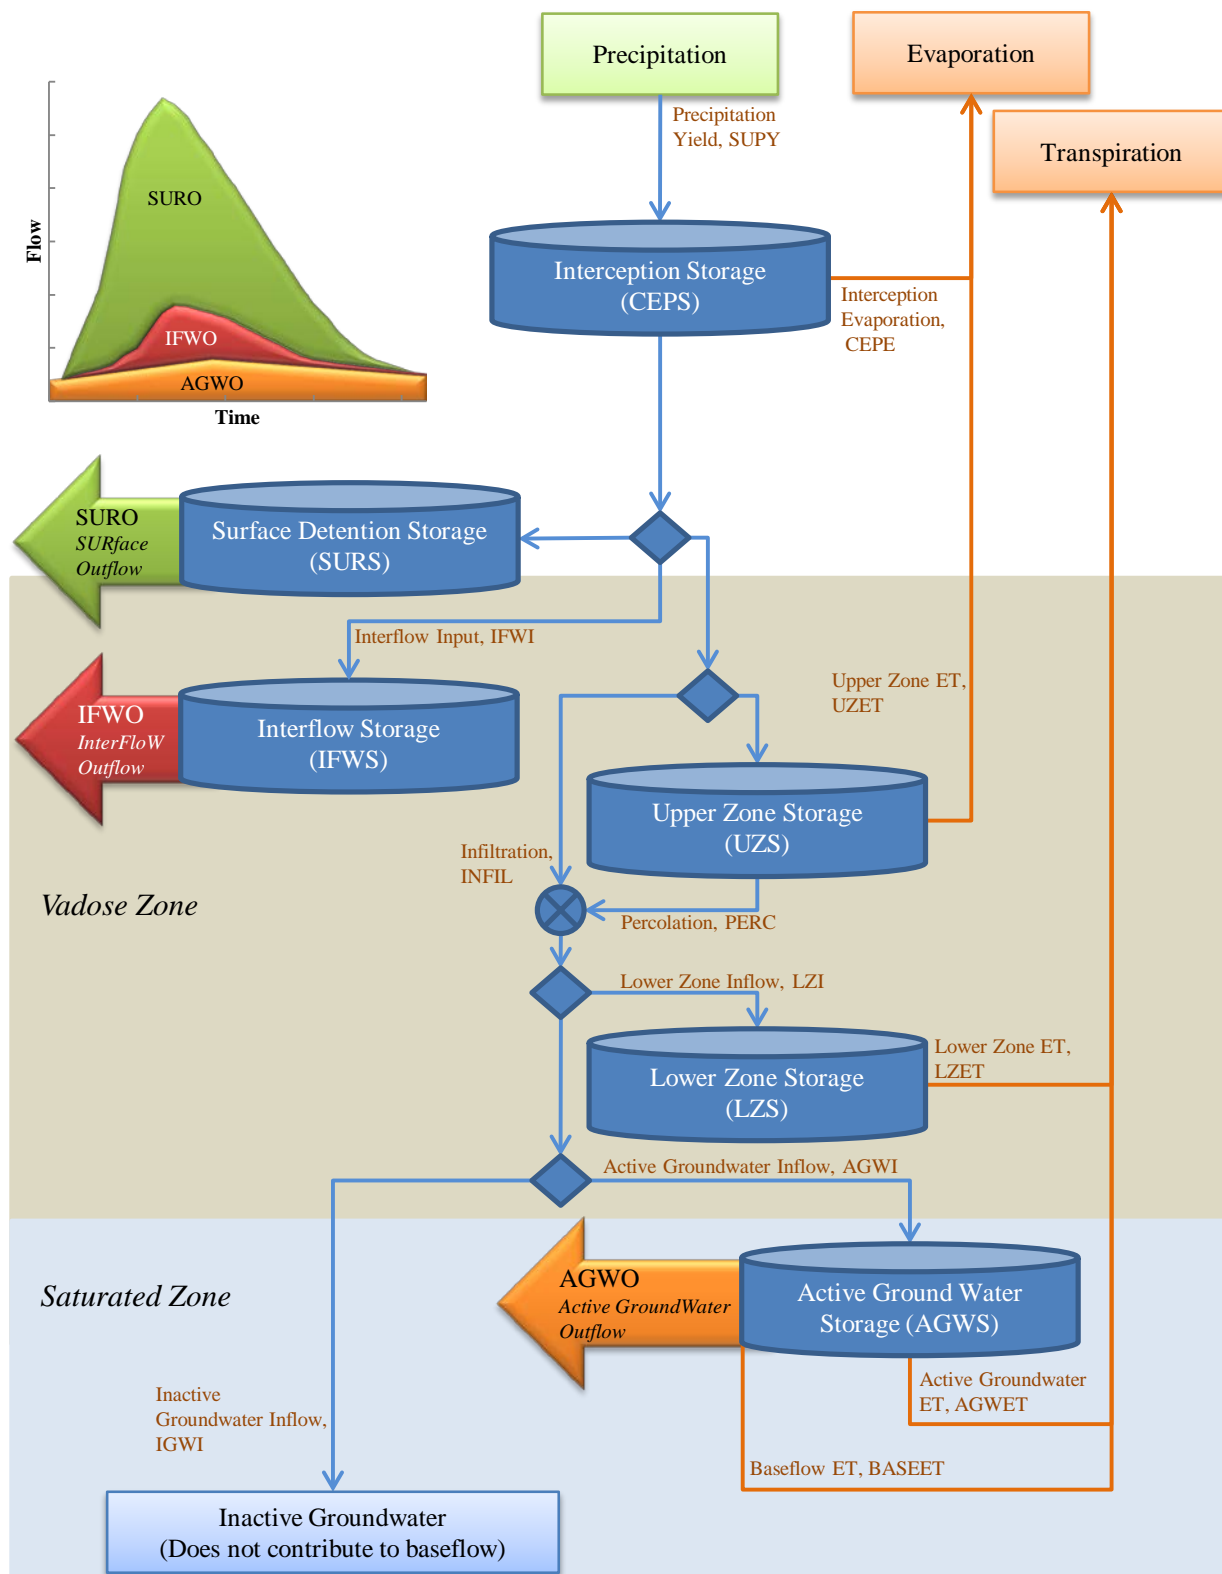 Precipitation
Evaporation
Precipitation
Yield, SUPY
Transpiration
SURO
Flow
IFWO
AGWO
Time
Interception Storage
(CEPS)
Interception
Evaporation,
CEPE
SURO
SURface
Outflow
Surface Detention Storage
(SURS)
Interflow Input, IFWI
IFWO
InterFloW
Outflow
Interflow Storage
(IFWS)
Upper Zone ET,
UZET
Upper Zone Storage
(UZS)
Infiltration,
INFIL
Vadose Zone
Percolation, PERC
Lower Zone Inflow, LZI
Lower Zone Storage
(LZS)
Lower Zone ET,
LZET
Active Groundwater Inflow, AGWI
Saturated Zone
AGWO
Active GroundWater
Outflow
Active Ground Water
Storage (AGWS)
Active Groundwater
ET, AGWET
Inactive
Groundwater Inflow,
IGWI
Baseflow ET, BASEET
Inactive Groundwater
(Does not contribute to baseflow)